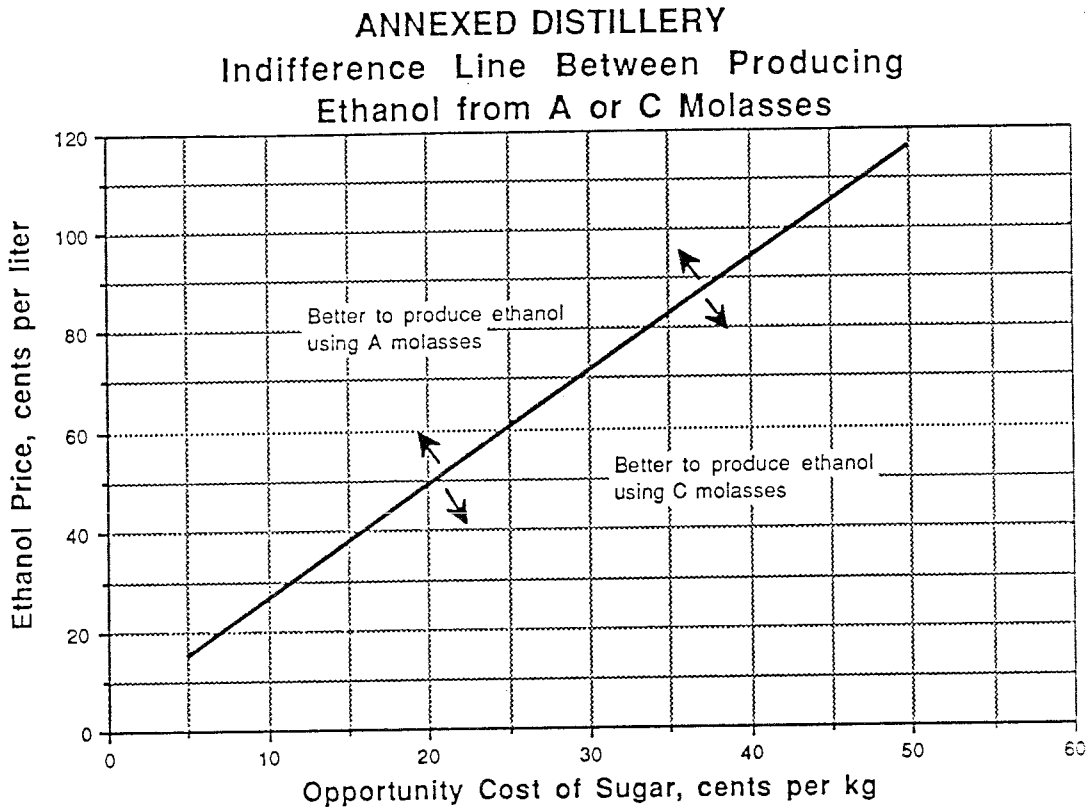 ANNEXED DISTILLERY
Indifference Line Between Producing
Ethanol from A or C Molasses
120
100
80
60
40
20
0
Ethanol Price, cents per liter
Better to produce ethanol
using A molasses
Better to produce ethanol
using C molasses
0 10 20 30 40 50 60
Opportunity Cost of Sugar, cents per kg